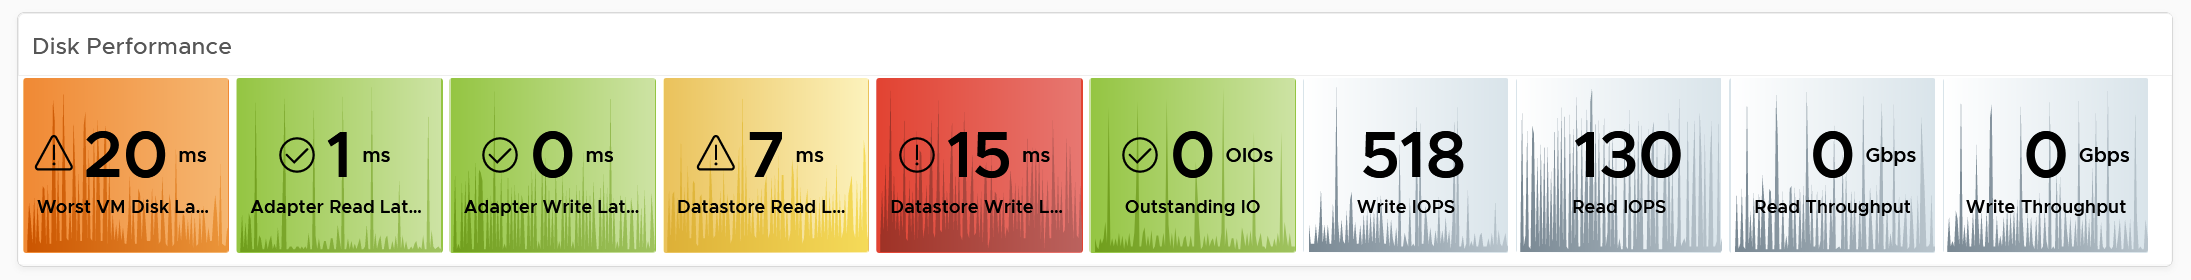 Disk Performance
20 ms
Worst VM Disk La...
1 ms
Adapter Read Lat...
0 ms
Adapter Write Lat...
7 ms
Datastore Read L...
15 ms
Datastore Write L...
0 OIOs
Outstanding IO
518
Write IOPS
130
Read IOPS
0 Gbps
Read Throughput
0 Gbps
Write Throughput